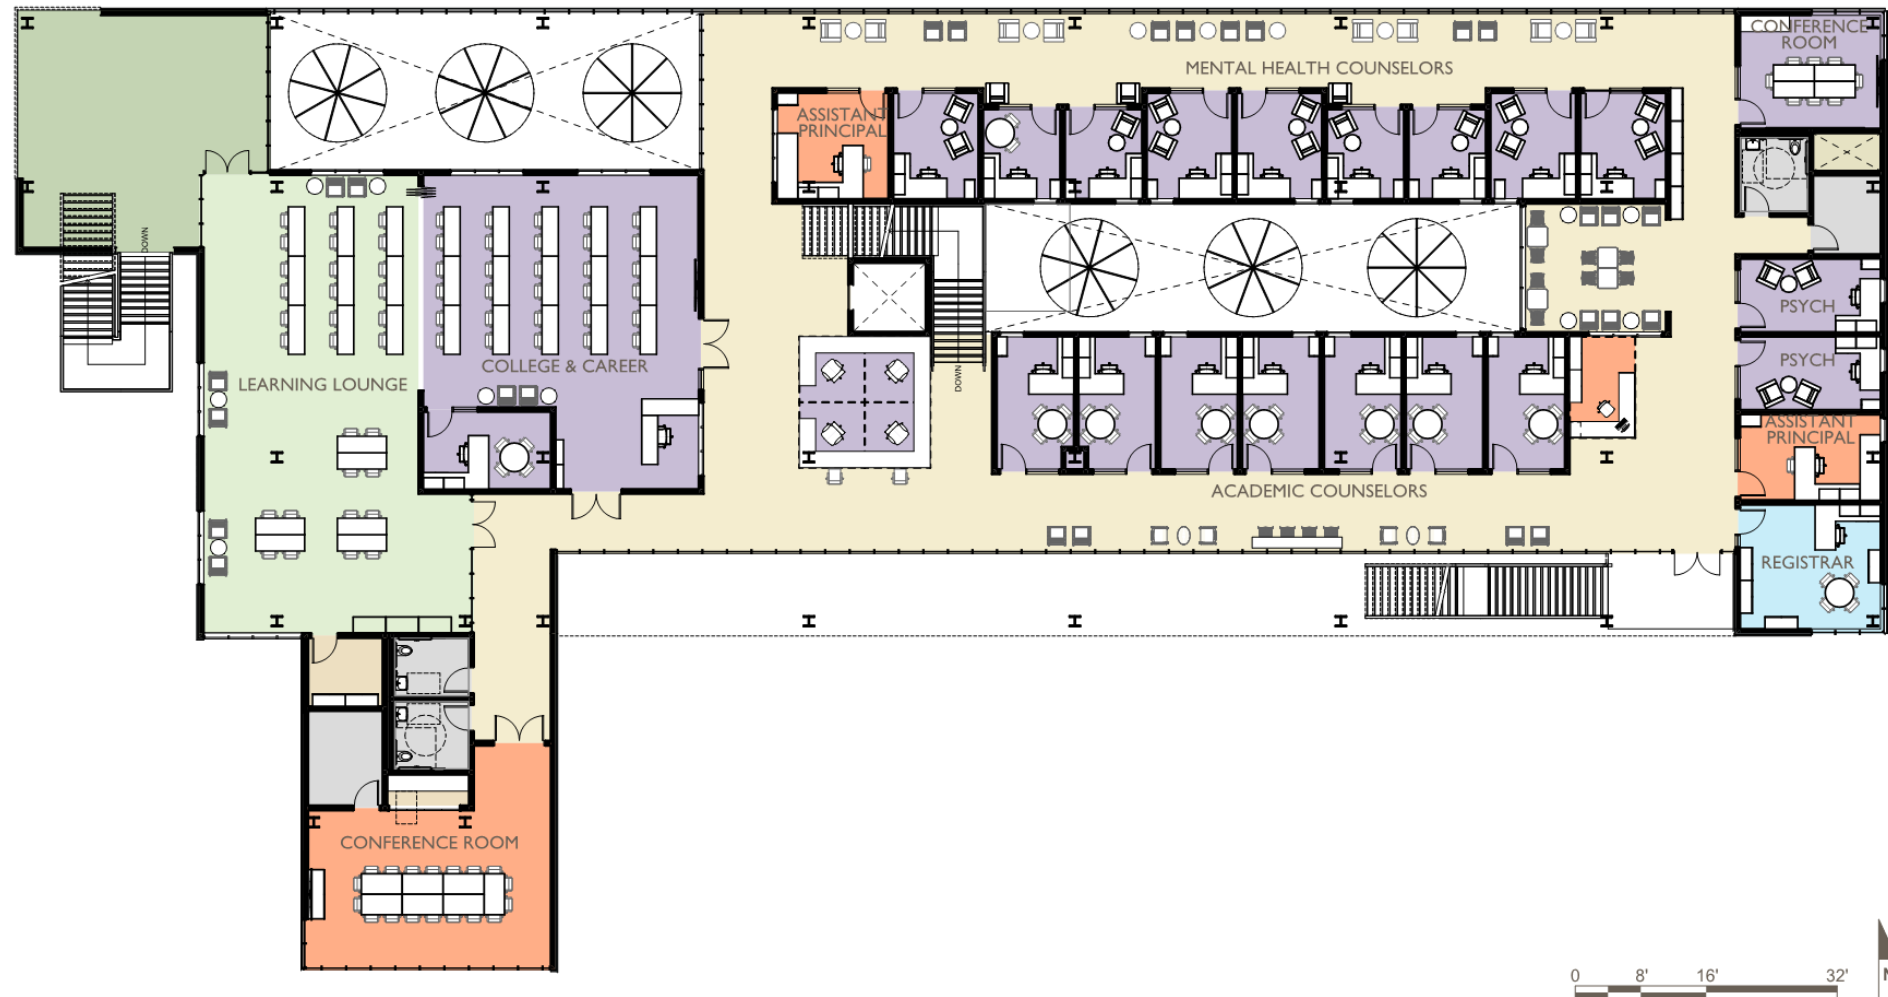 CONFERENCE
ROOM
MENTAL HEALTH COUNSELORS
ASSISTANT
PRINCIPAL
DOWN
PSYCH
COLLEGE & CAREER
PSYCH
LEARNING LOUNGE
DOWN
ASSISTANT
PRINCIPAL
ACADEMIC COUNSELORS
REGISTRAR
CONFERENCE ROOM
0 8' 16' 32'
N